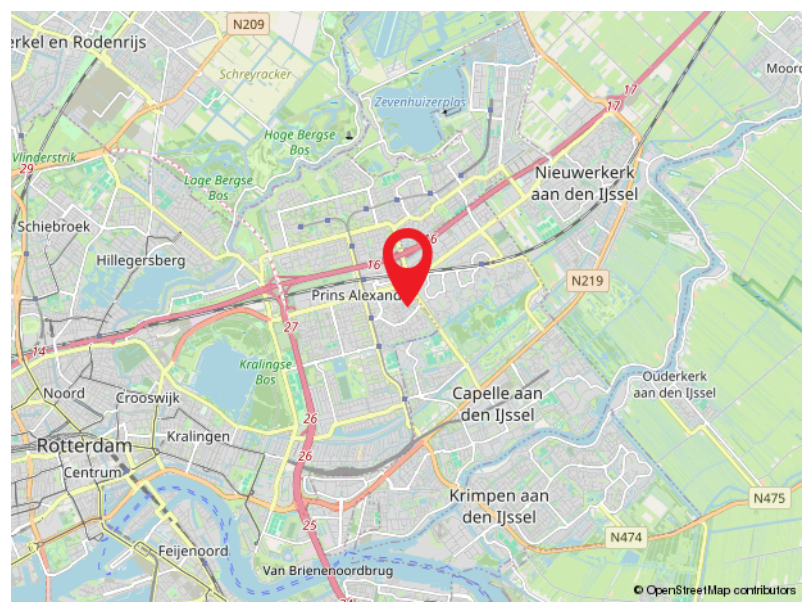 N209
erkel en Rodenrijs
Moord
Schreyracker
17
Zevenhuizerplas
17
Hoge Bergse
Bos
Vlinderstrik
29
Lage Bergse
Bos
Nieuwerkerk
aan den IJssel
Schiebroek
16
Hillegersberg
16
N219
Prins Alexand
27
14
Kralingse
Bos
Ouderkerk
aan den IJssel
Noord
Crooswijk
Capelle aan
den IJssel
26
Kralingen
Rotterdam
26
Centrum
Krimpen aan
den IJssel
N475
25
N474
Feijenoord
Van Brienenoordbrug
24
© OpenStreetMap contributors